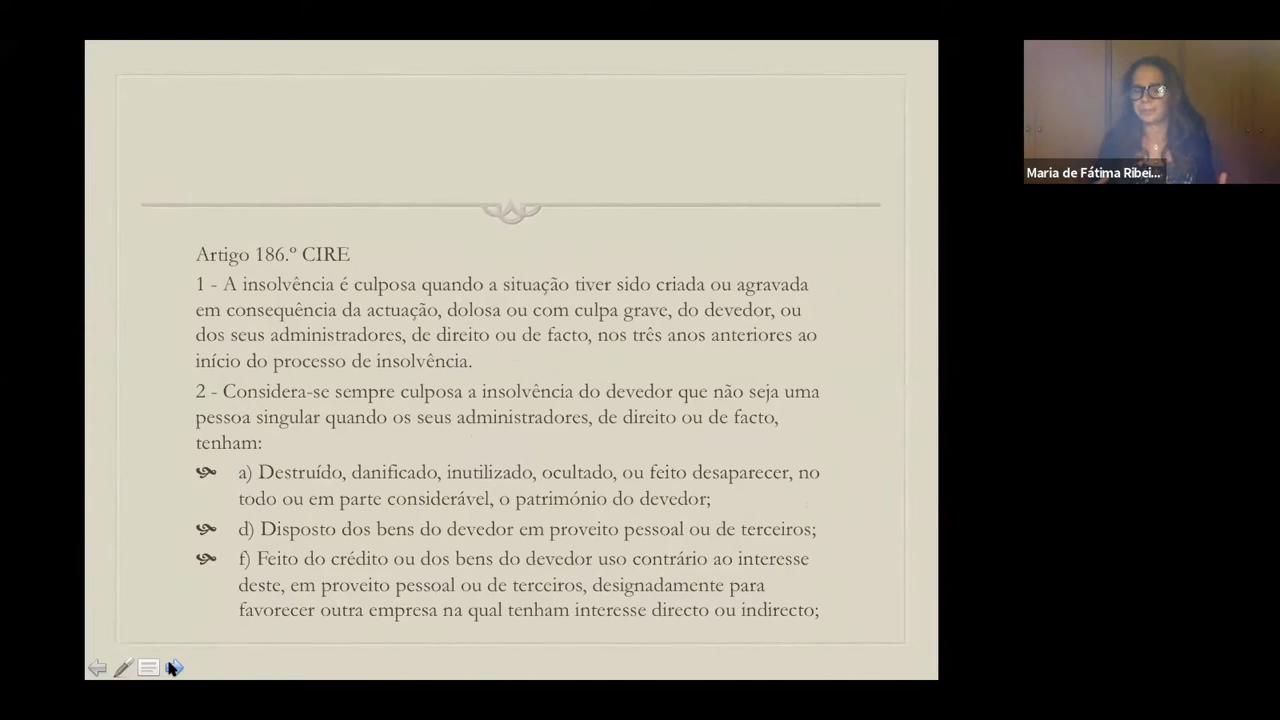 Artigo 186.º CIRE
1 - A insolvência é culposa quando a situação tiver sido criada ou agravada
em consequência da actuação, dolosa ou com culpa grave, do devedor, ou
dos seus administradores, de direito ou de facto, nos três anos anteriores ao
início do processo de insolvência.
2 - Considera-se sempre culposa a insolvência do devedor que não seja uma
pessoa singular quando os seus administradores, de direito ou de facto,
tenham:
a) Destruído, danificado, inutilizado, ocultado, ou feito desaparecer, no
todo ou em parte considerável, o património do devedor;
d) Disposto dos bens do devedor em proveito pessoal ou de terceiros;
f) Feito do crédito ou dos bens do devedor uso contrário ao interesse
deste, em proveito pessoal ou de terceiros, designadamente para
favorecer outra empresa na qual tenham interesse directo ou indirecto;
Maria de Fátima Ribei...